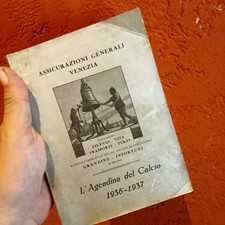 ASSICURAZIONI GENERALI
VENEZIA
INCENDI - VITA
TRASPORTI - FURTI
GRANDINE - INFORTUNI
L'Agendina del Calcio
1936-1937